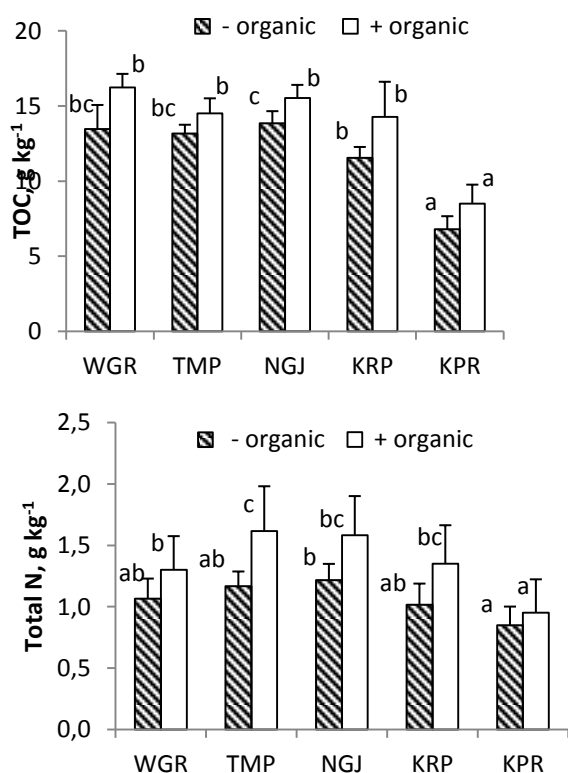 - organic + organic
20
15
10
5
0
TOC, g kg-1
bc b bc b c b b b a a
WGR TMP NGJ KRP KPR
- organic + organic
2,5
2,0
1,5
1,0
0,5
0,0
Total N, g kg-1
ab b ab c b bc ab bc a a
WGR TMP NGJ KRP KPR